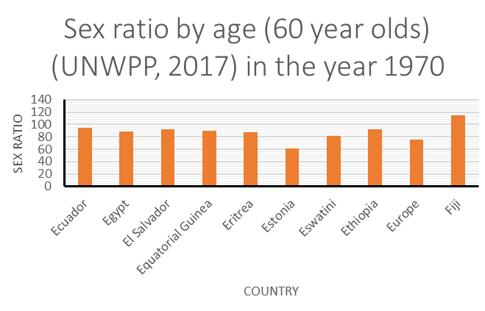 Sex ratio by age (60 year olds)
(UNWPP, 2017) in the year 1970
SEX RATIO
140
120
100
80
60
40
20
0
Ecuador
Egypt
El Salvador
Equatorial Guinea
Eritrea
Estonia
Eswatini
Ethiopia
Europe
Fiji
COUNTRY